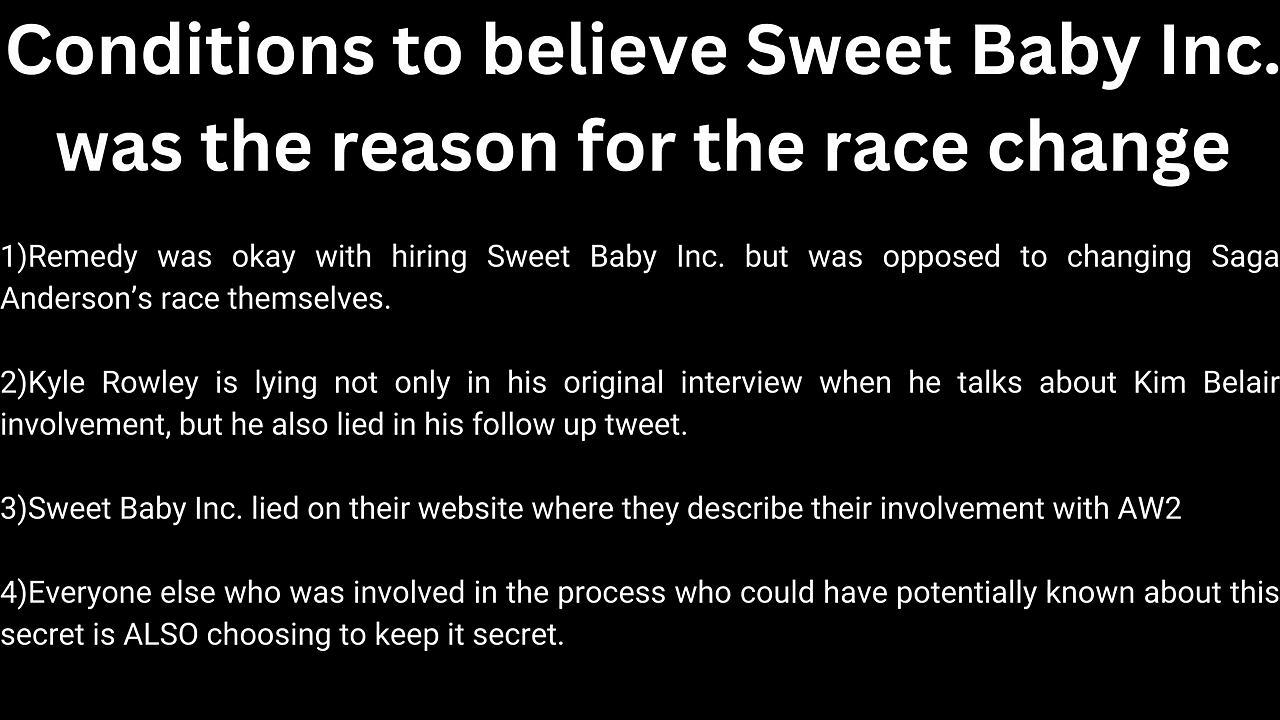 Conditions to believe Sweet Baby Inc.
was the reason for the race change
1)Remedy was okay with hiring Sweet Baby Inc. but was opposed to changing Saga
Anderson’s race themselves.
2)Kyle Rowley is lying not only in his original interview when he talks about Kim Belair
involvement, but he also lied in his follow up tweet.
3)Sweet Baby Inc. lied on their website where they describe their involvement with AW2
4)Everyone else who was involved in the process who could have potentially known about this
secret is ALSO choosing to keep it secret.